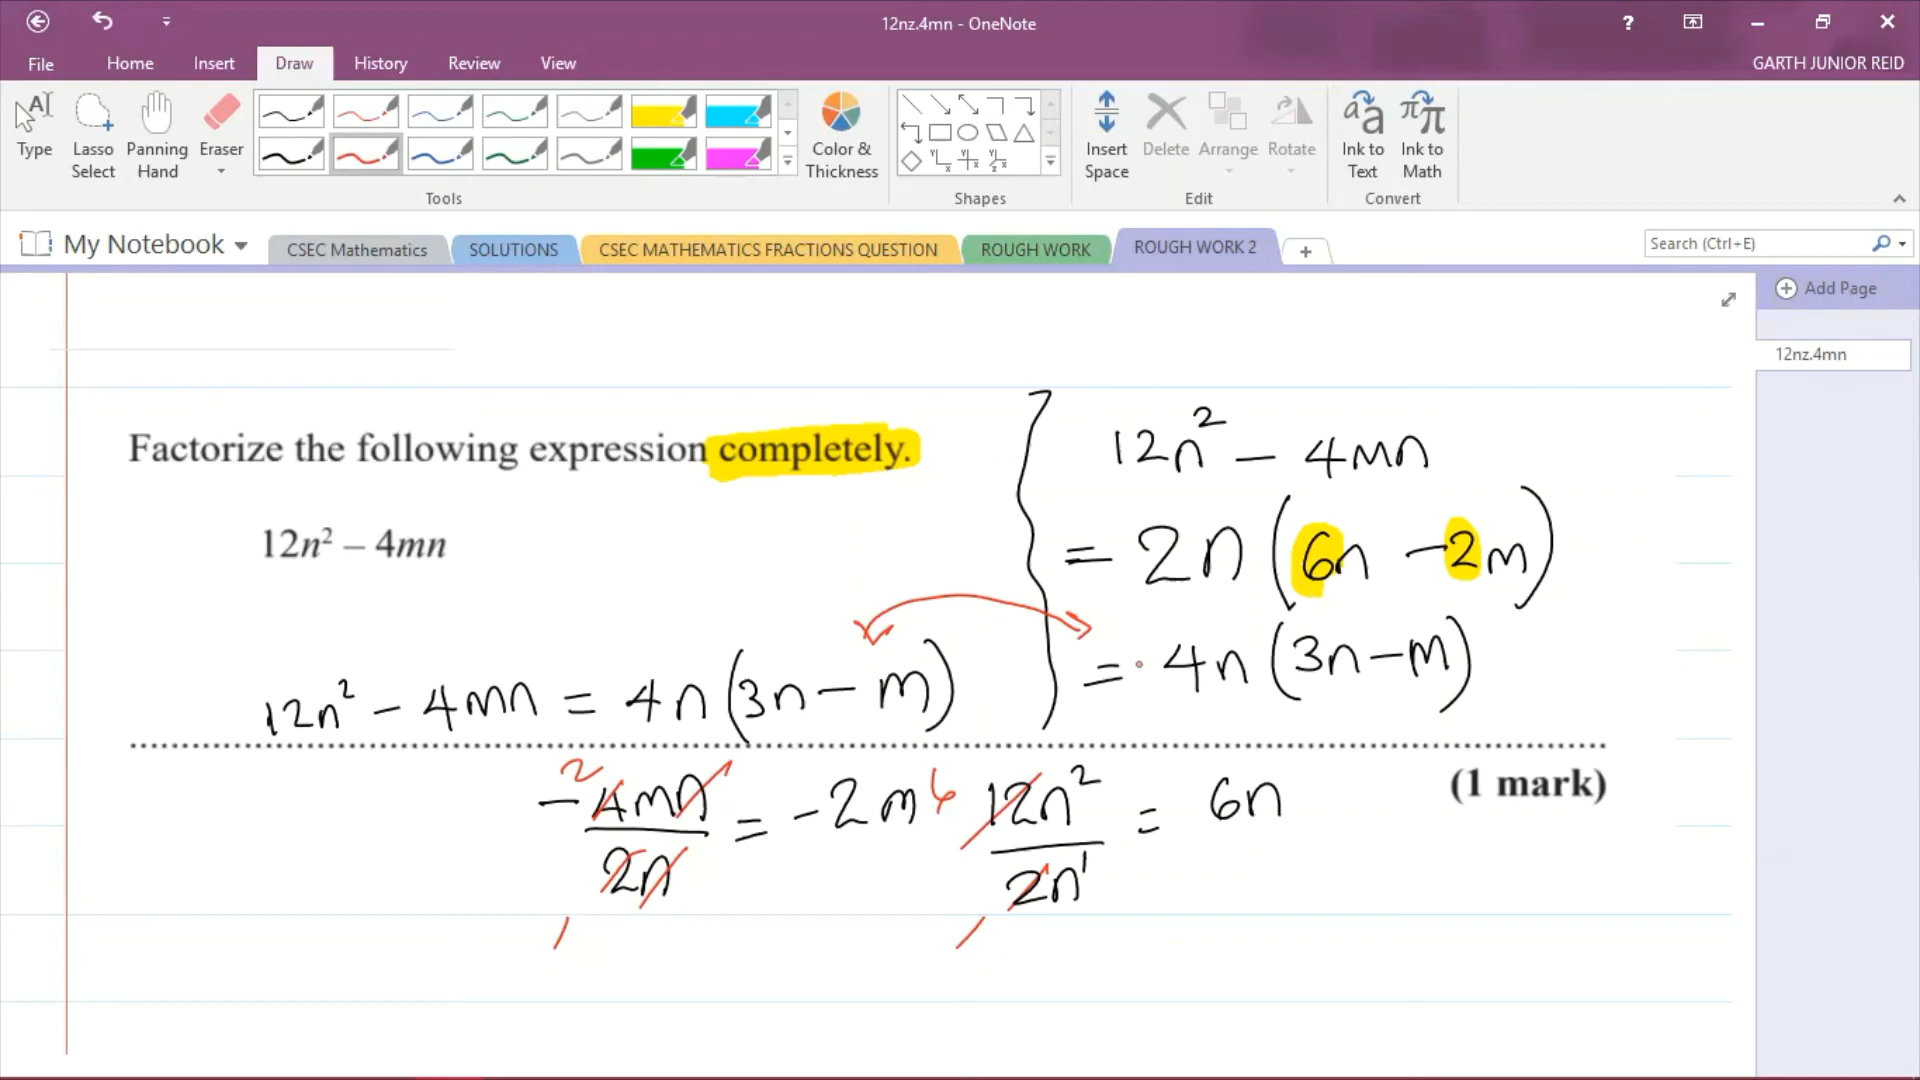 12nz.4mn - OneNote
?
File Home Insert Draw History Review View
GARTH JUNIOR REID
Type
Lasso Select
Panning Hand
Eraser
Color & Thickness
Insert Space
Delete
Arrange
Rotate
Ink to Text
Ink to Math
Tools
Shapes
Edit
Convert
My Notebook
CSEC Mathematics
SOLUTIONS
CSEC MATHEMATICS FRACTIONS QUESTION
ROUGH WORK
ROUGH WORK 2
Search (Ctrl+E)
Add Page
12nz.4mn
Factorize the following expression completely.
12n² – 4mn
12n² – 4mn = 4n(3n – m)
12n² – 4mn
= 2n(6n – 2m)
= 4n(3n – m)
(1 mark)
2
–4mn/2n = –2m
6
12n²/2n¹ = 6n